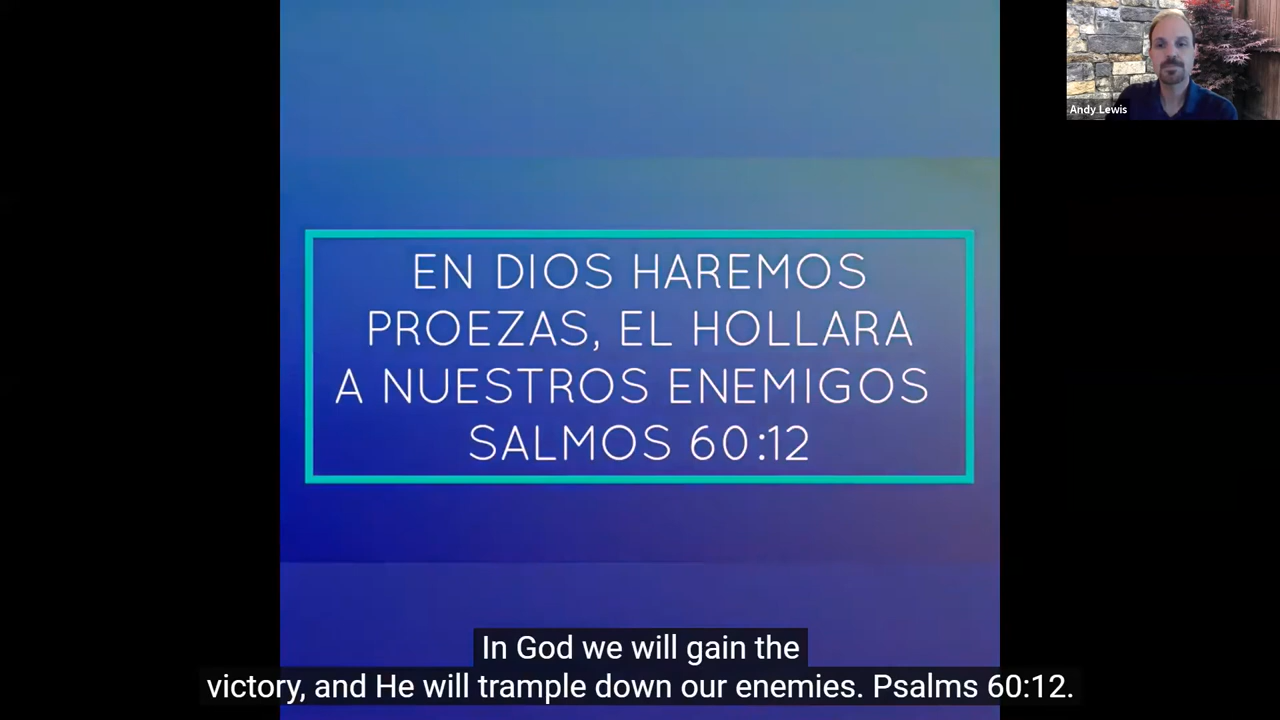 Andy Lewis
EN DIOS HAREMOS
PROEZAS, EL HOLLARA
A NUESTROS ENEMIGOS
SALMOS 60:12
In God we will gain the
victory, and He will trample down our enemies. Psalms 60:12.